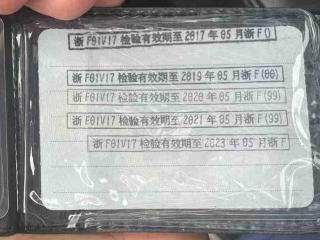 浙 F01V17 检验有效期至 2017 年 05 月浙 F()
浙 F01V17 检验有效期至 2019 年 05 月浙 F(00)
浙 F01V17 检验有效期至 2020 年 05 月浙 F(99)
浙 F01V17 检验有效期至 2021 年 05 月浙 F(99)
浙 F01V17 检验有效期至 2023 年 05 月浙 F